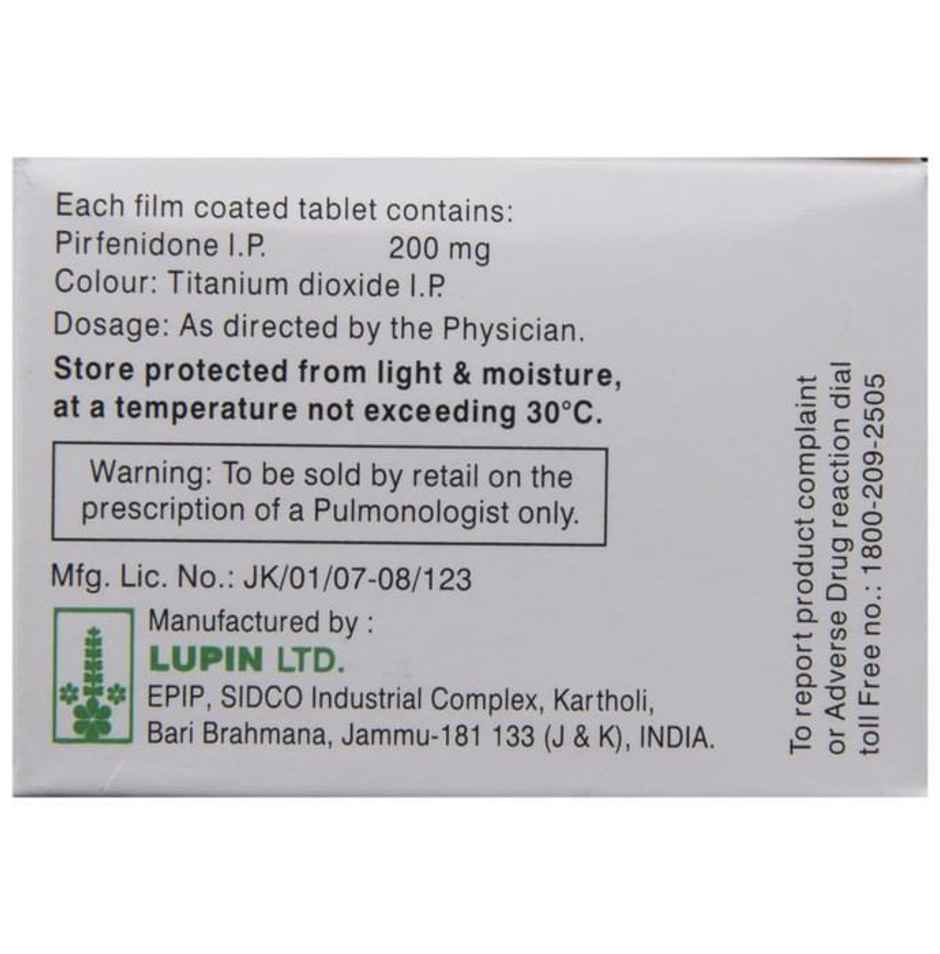 Each film coated tablet contains:
Pirfenidone I.P. 200 mg
Colour: Titanium dioxide I.P.
Dosage: As directed by the Physician.
Store protected from light & moisture,
at a temperature not exceeding 30°C.
Warning: To be sold by retail on the
prescription of a Pulmonologist only.
Mfg. Lic. No.: JK/01/07-08/123
Manufactured by :
LUPIN LTD.
EPIP, SIDCO Industrial Complex, Kartholi,
Bari Brahmana, Jammu-181 133 (J & K), INDIA.
To report product complaint
or Adverse Drug reaction dial
toll Free no.: 1800-209-2505